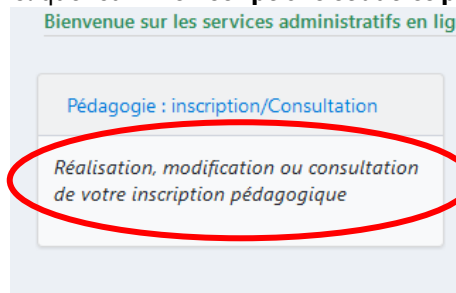 Bienvenue sur les services administratifs en lig
Pédagogie : inscription/Consultation
Réalisation, modification ou consultation
de votre inscription pédagogique